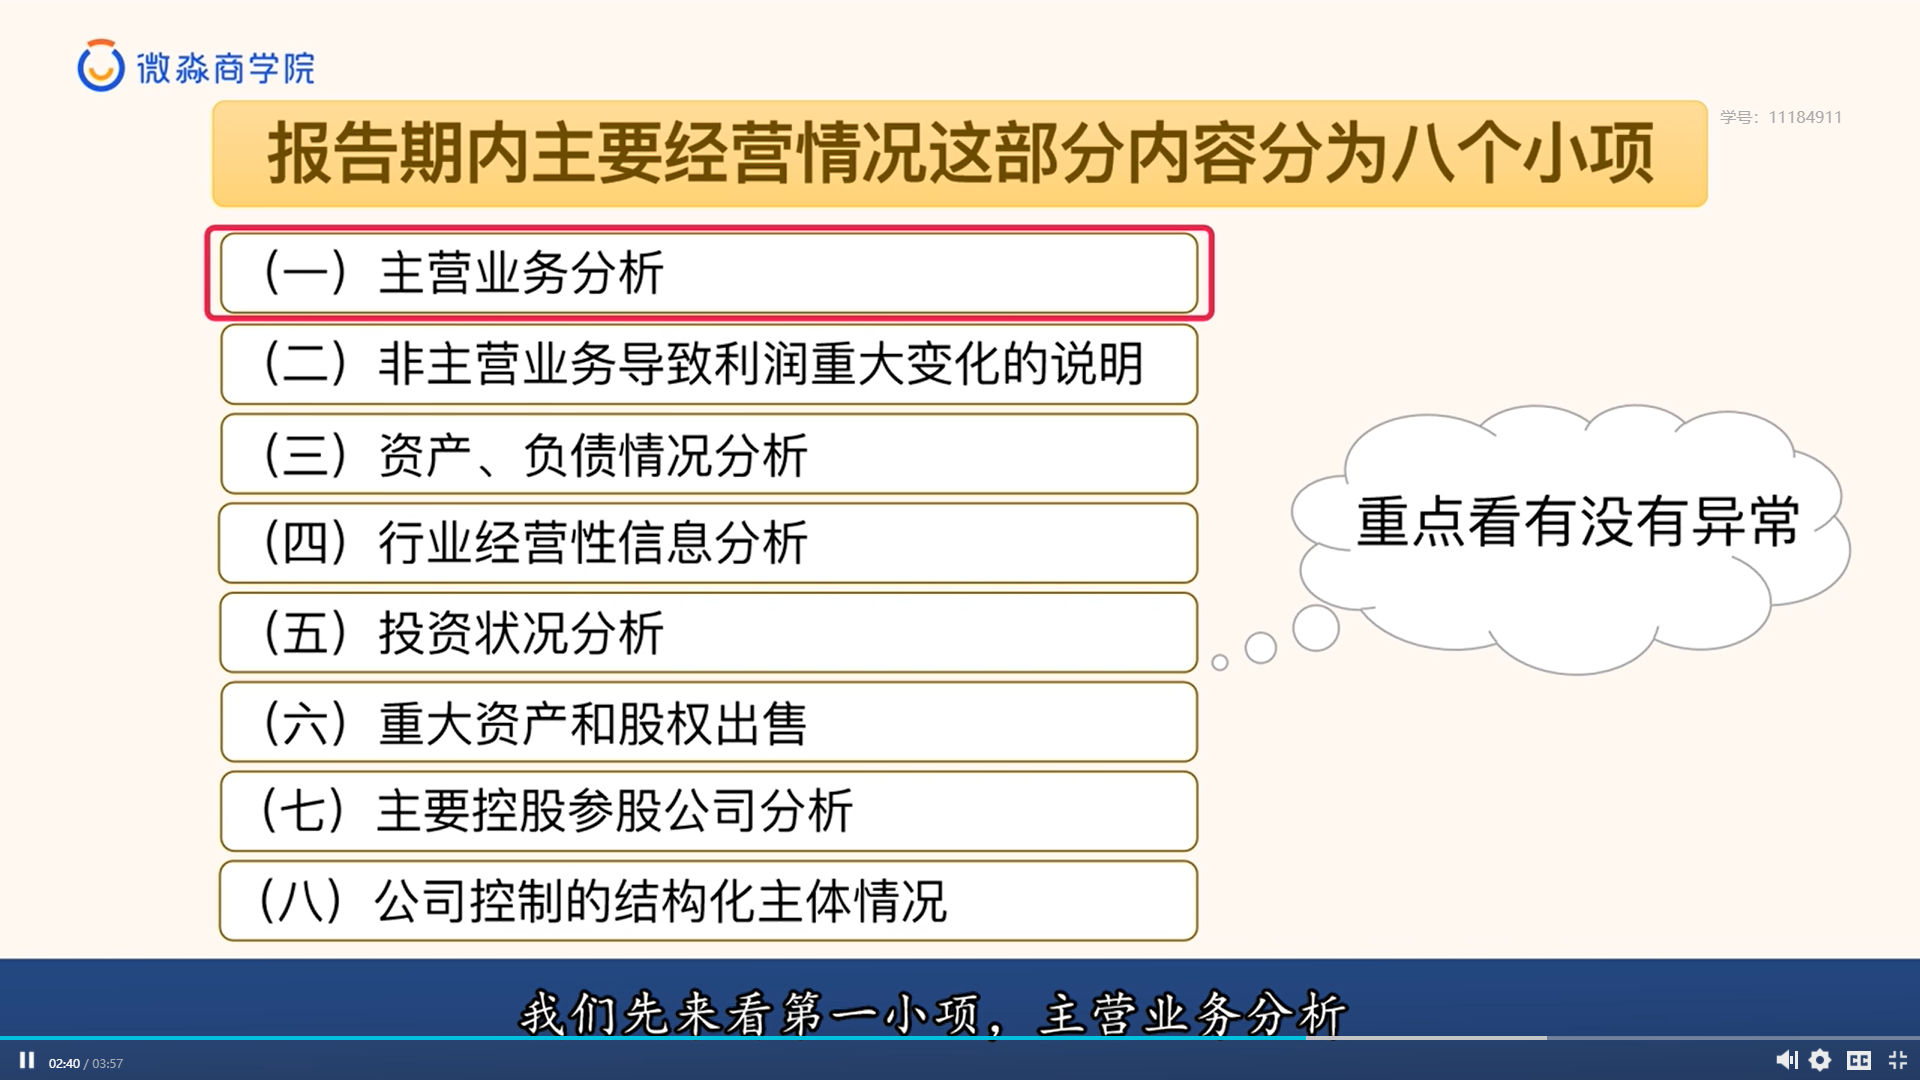 微淼商学院
学号：11184911
报告期内主要经营情况这部分内容分为八个小项
（一）主营业务分析
（二）非主营业务导致利润重大变化的说明
（三）资产、负债情况分析
（四）行业经营性信息分析
（五）投资状况分析
（六）重大资产和股权出售
（七）主要控股参股公司分析
（八）公司控制的结构化主体情况
重点看有没有异常
我们先来看第一小项，主营业务分析
02:40 / 03:57
CC